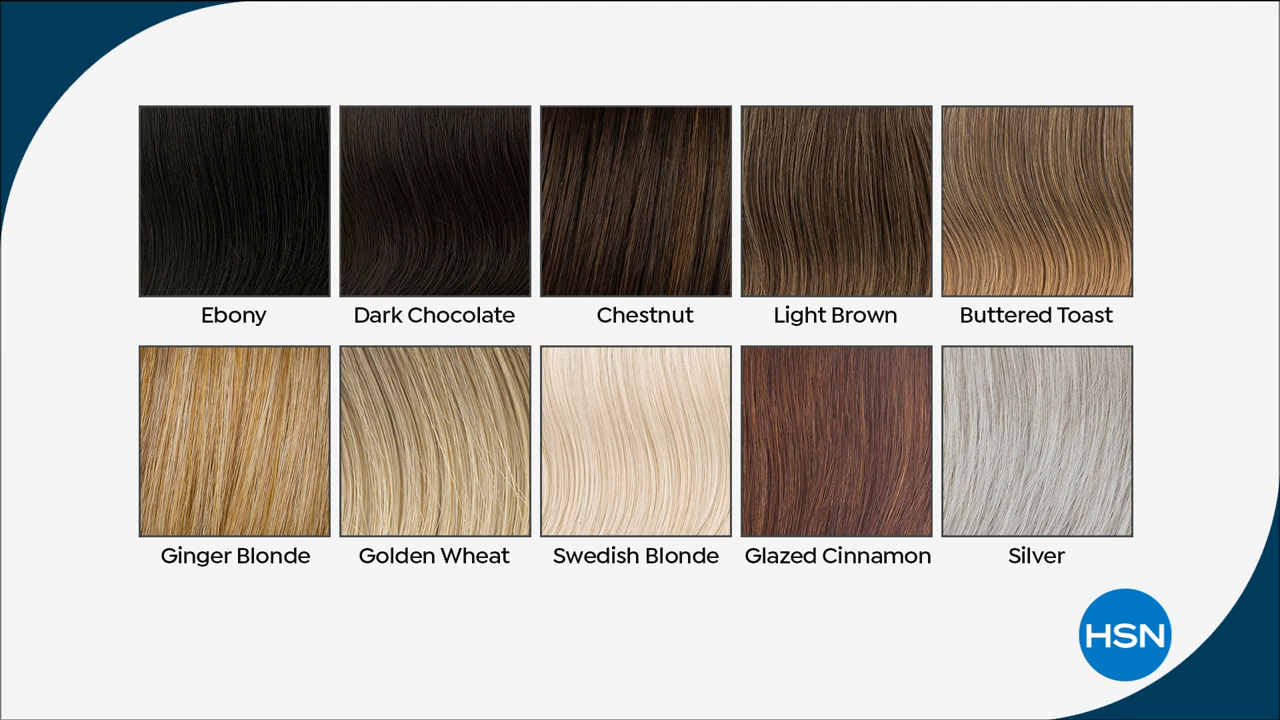 Ebony
Dark Chocolate
Chestnut
Light Brown
Buttered Toast
Ginger Blonde
Golden Wheat
Swedish Blonde
Glazed Cinnamon
Silver
HSN